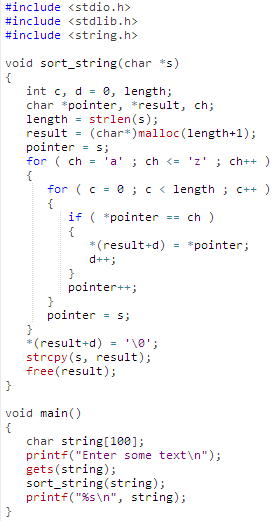 #include <stdio.h>
#include <stdlib.h>
#include <string.h>

void sort_string(char *s)
{
   int c, d = 0, length;
   char *pointer, *result, ch;
   length = strlen(s);
   result = (char*)malloc(length+1);
   pointer = s;
   for ( ch = 'a' ; ch <= 'z' ; ch++ )
   {
      for ( c = 0 ; c < length ; c++ )
      {
         if ( *pointer == ch )
         {
            *(result+d) = *pointer;
            d++;
         }
         pointer++;
      }
      pointer = s;
   }
   *(result+d) = '\0';
   strcpy(s, result);
   free(result);
}

void main()
{
   char string[100];
   printf("Enter some text\n");
   gets(string);
   sort_string(string);
   printf("%s\n", string);
}